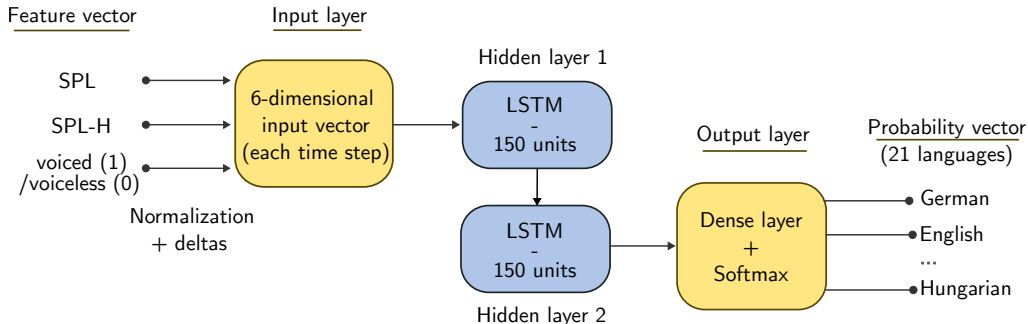 Feature vector
SPL
SPL-H
voiced (1)
/voiceless (0)
Normalization
+ deltas
Input layer
6-dimensional
input vector
(each time step)
Hidden layer 1
LSTM
-
150 units
LSTM
-
150 units
Hidden layer 2
Output layer
Dense layer
+
Softmax
Probability vector
(21 languages)
German
English
...
Hungarian